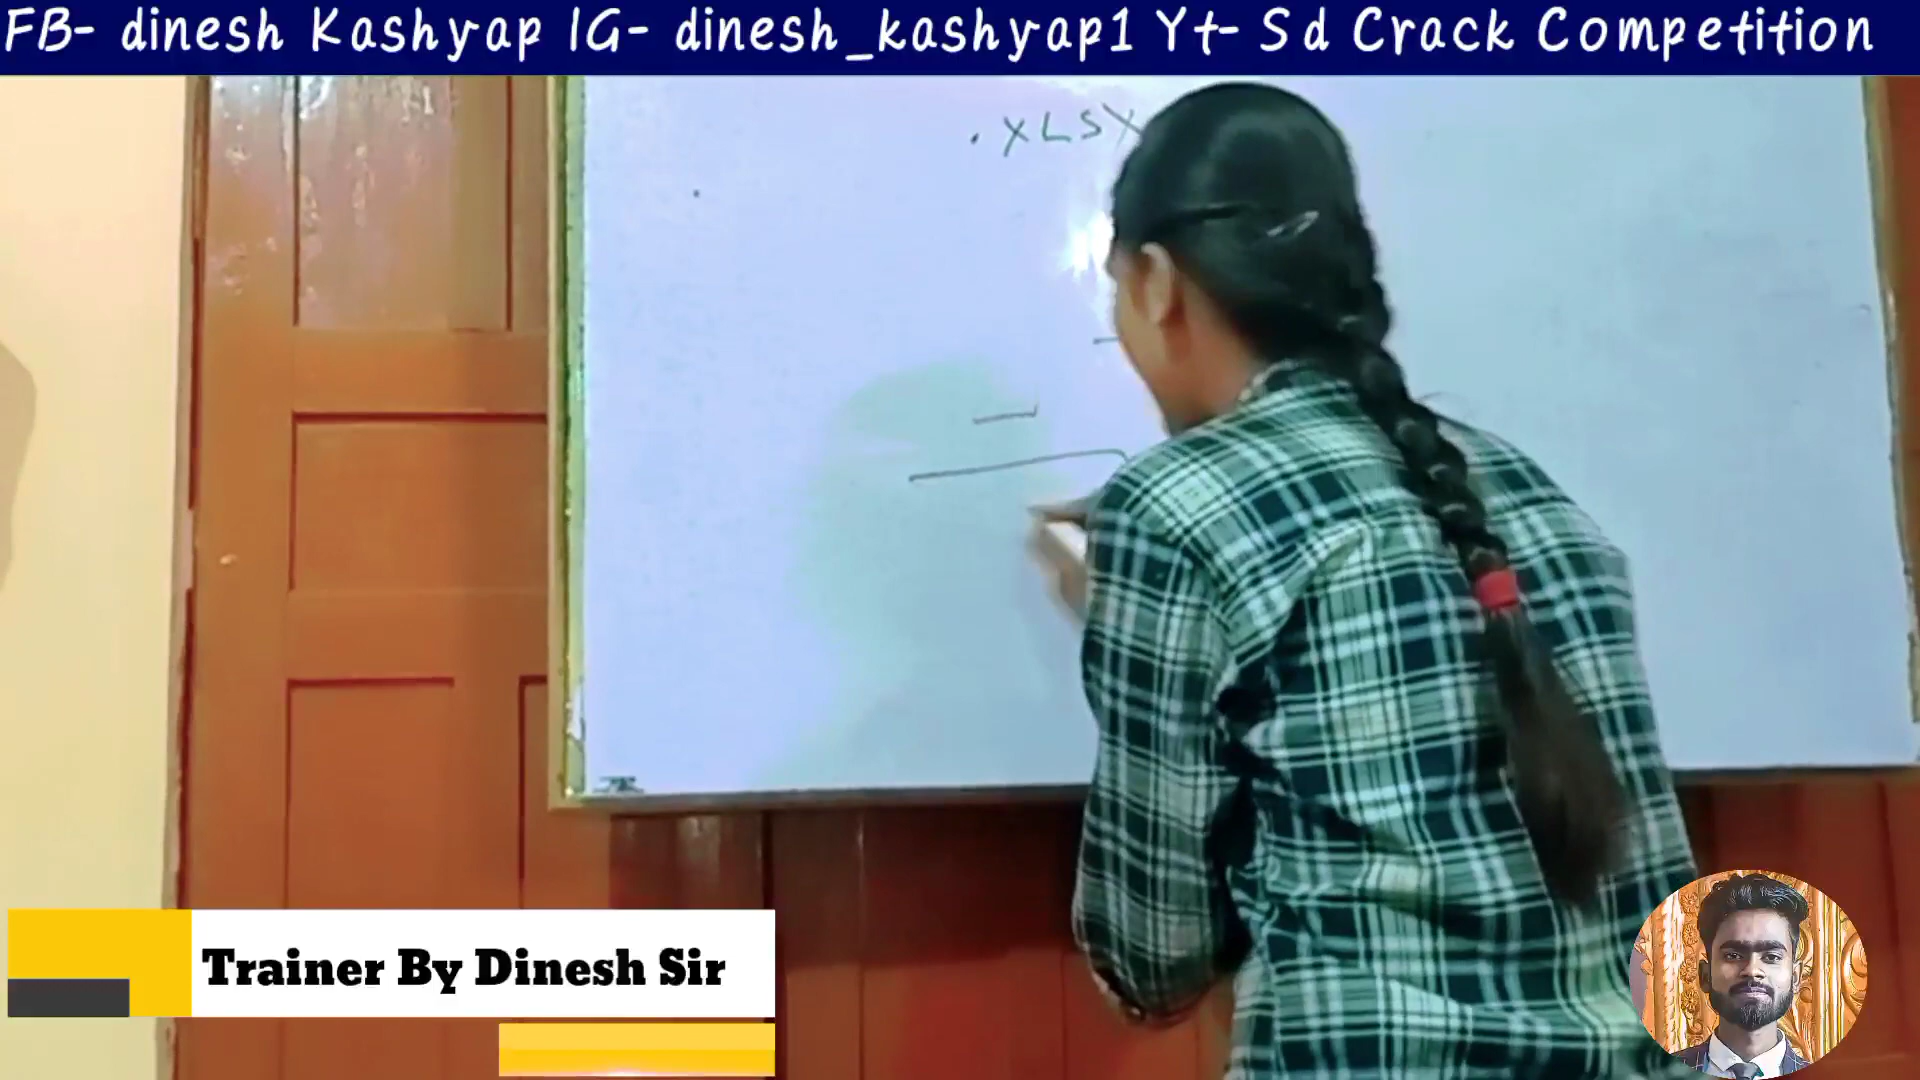 FB- dinesh Kashyap IG- dinesh_kashyap1 Yt- Sd Crack Competition
.XLSX
Trainer By Dinesh Sir